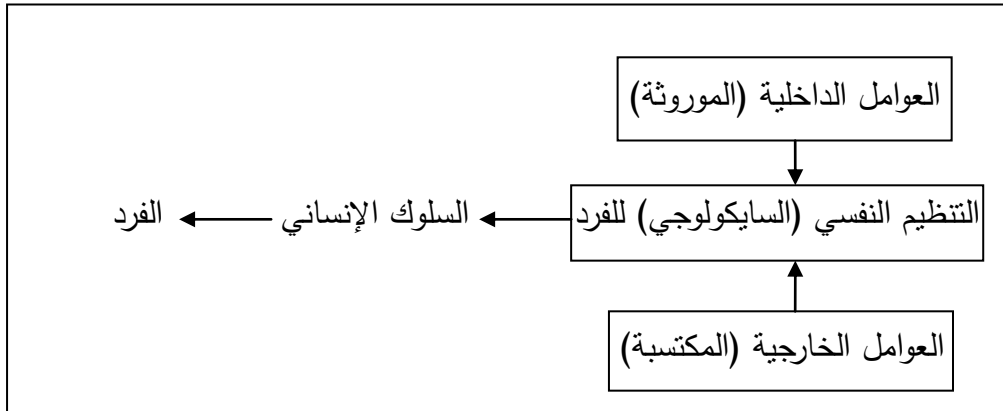 العوامل الداخلية (الموروثة)
التنظيم النفسي (السايكولوجي) للفرد السلوك الإنساني الفرد
العوامل الخارجية (المكتسبة)